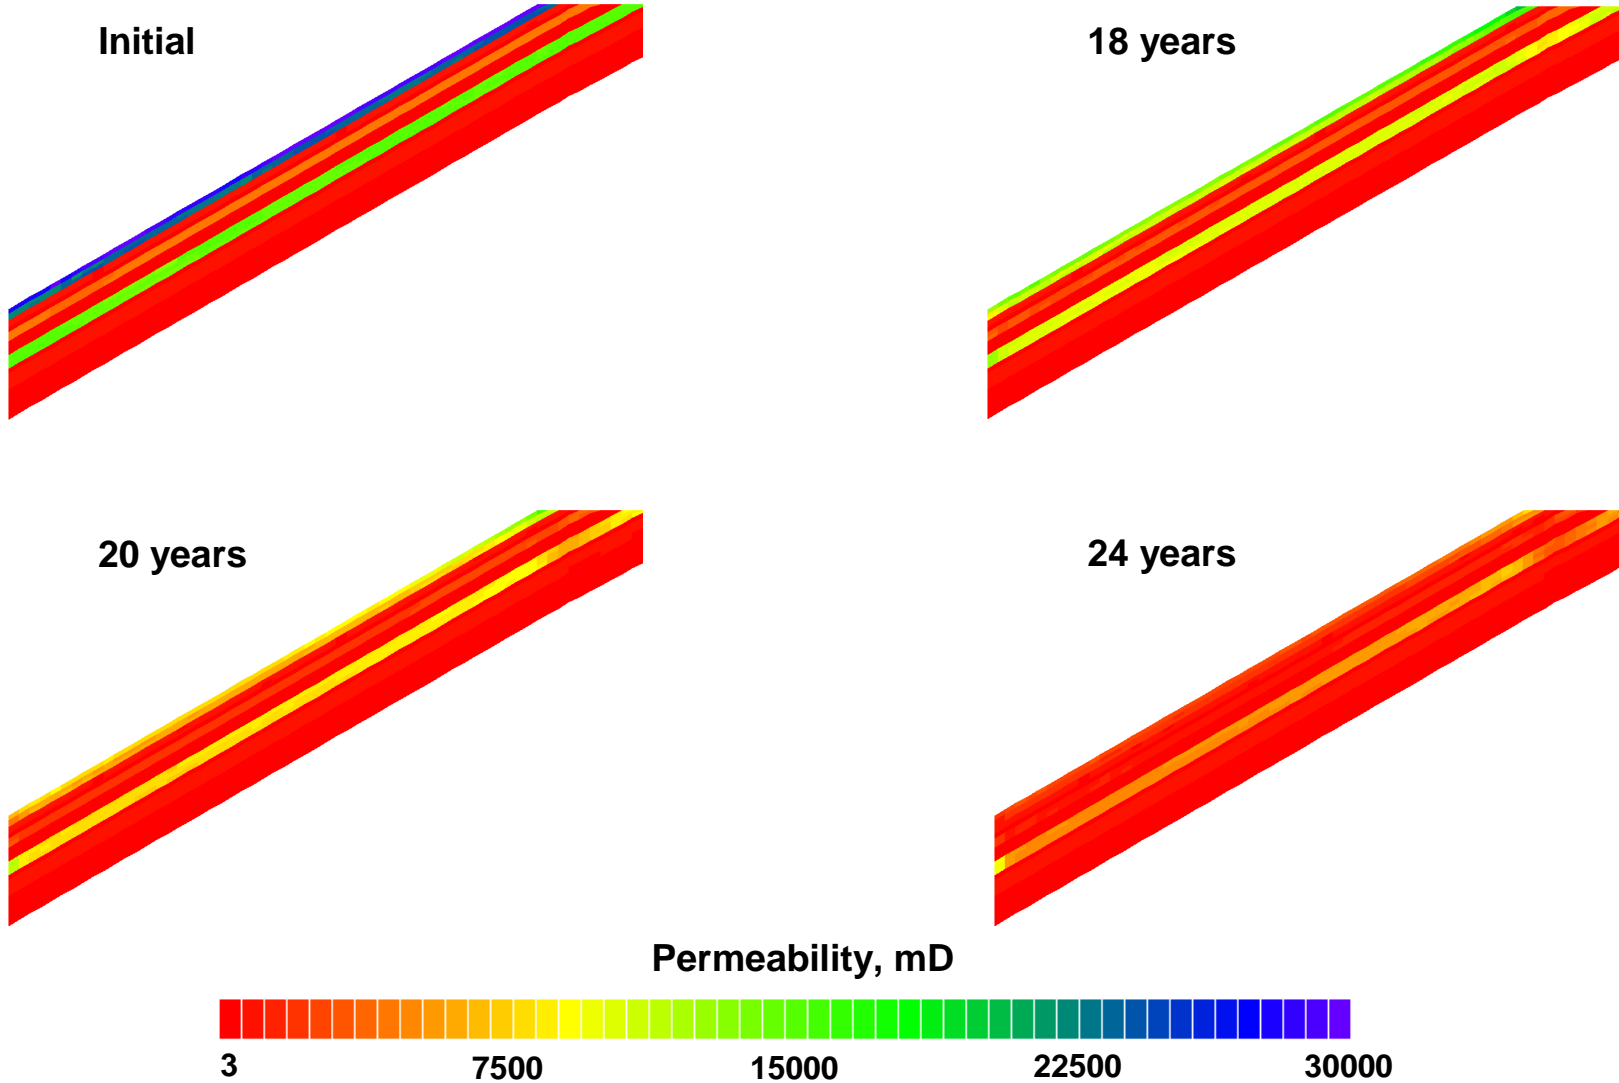 Initial
18 years
20 years
24 years
Permeability, mD
3 7500 15000 22500 30000